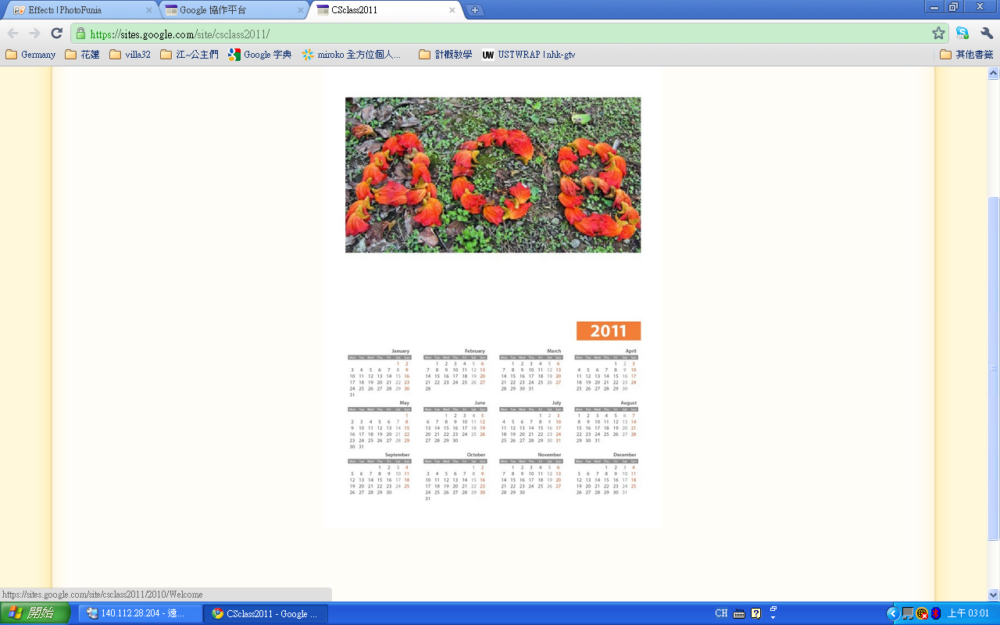 Effects | PhotoFunia
Google 協作平台
CSclass2011
https://sites.google.com/site/csclass2011/
Germany
花蓮
villa32
江~公主們
Google 字典
miroko 全方位個人...
計概教學
UW USTWRAP | nhk-gtv
其他書籤
2011
January
Mon Tue Wed Thu Fri Sat Sun
1 2
3 4 5 6 7 8 9
10 11 12 13 14 15 16
17 18 19 20 21 22 23
24 25 26 27 28 29 30
31
February
Mon Tue Wed Thu Fri Sat Sun
1 2 3 4 5 6
7 8 9 10 11 12 13
14 15 16 17 18 19 20
21 22 23 24 25 26 27
28
March
Mon Tue Wed Thu Fri Sat Sun
1 2 3 4 5 6
7 8 9 10 11 12 13
14 15 16 17 18 19 20
21 22 23 24 25 26 27
28 29 30 31
April
Mon Tue Wed Thu Fri Sat Sun
1 2 3
4 5 6 7 8 9 10
11 12 13 14 15 16 17
18 19 20 21 22 23 24
25 26 27 28 29 30
May
Mon Tue Wed Thu Fri Sat Sun
1
2 3 4 5 6 7 8
9 10 11 12 13 14 15
16 17 18 19 20 21 22
23 24 25 26 27 28 29
30 31
June
Mon Tue Wed Thu Fri Sat Sun
1 2 3 4 5
6 7 8 9 10 11 12
13 14 15 16 17 18 19
20 21 22 23 24 25 26
27 28 29 30
July
Mon Tue Wed Thu Fri Sat Sun
1 2 3
4 5 6 7 8 9 10
11 12 13 14 15 16 17
18 19 20 21 22 23 24
25 26 27 28 29 30 31
August
Mon Tue Wed Thu Fri Sat Sun
1 2 3 4 5 6 7
8 9 10 11 12 13 14
15 16 17 18 19 20 21
22 23 24 25 26 27 28
29 30 31
September
Mon Tue Wed Thu Fri Sat Sun
1 2 3 4
5 6 7 8 9 10 11
12 13 14 15 16 17 18
19 20 21 22 23 24 25
26 27 28 29 30
October
Mon Tue Wed Thu Fri Sat Sun
1 2
3 4 5 6 7 8 9
10 11 12 13 14 15 16
17 18 19 20 21 22 23
24 25 26 27 28 29 30
31
November
Mon Tue Wed Thu Fri Sat Sun
1 2 3 4 5 6
7 8 9 10 11 12 13
14 15 16 17 18 19 20
21 22 23 24 25 26 27
28 29 30
December
Mon Tue Wed Thu Fri Sat Sun
1 2 3 4
5 6 7 8 9 10 11
12 13 14 15 16 17 18
19 20 21 22 23 24 25
26 27 28 29 30 31
https://sites.google.com/site/csclass2011/2010/Welcome
開始
140.112.28.204 - 遠...
CSclass2011 - Google ...
CH
上午 03:01